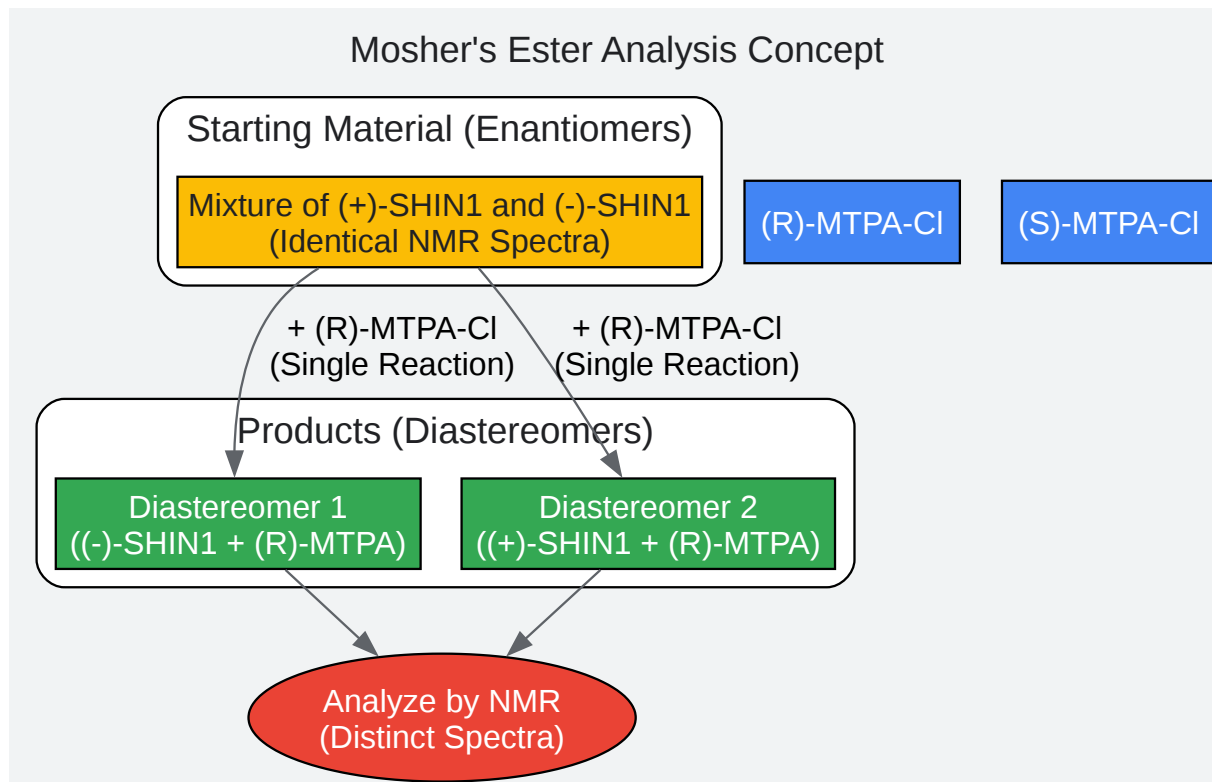 Mosher's Ester Analysis Concept
Starting Material (Enantiomers)
Mixture of (+)-SHIN1 and (-)-SHIN1
(Identical NMR Spectra)
(R)-MTPA-Cl
(S)-MTPA-Cl
+ (R)-MTPA-Cl
(Single Reaction)
+ (R)-MTPA-Cl
(Single Reaction)
Products (Diastereomers)
Diastereomer 1
((-)-SHIN1 + (R)-MTPA)
Diastereomer 2
((+)-SHIN1 + (R)-MTPA)
Analyze by NMR
(Distinct Spectra)